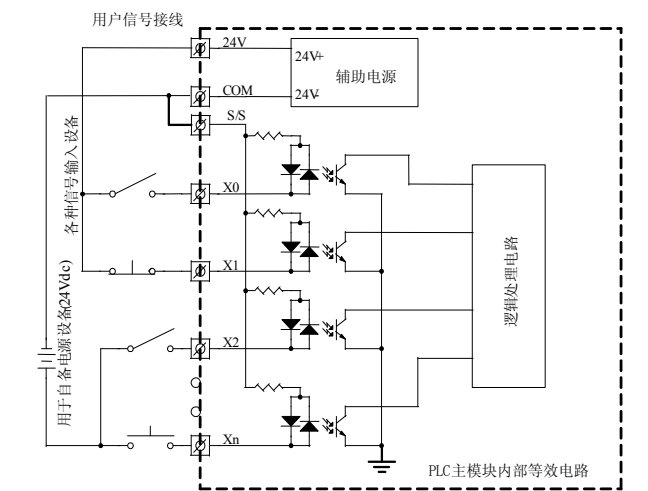 用户信号接线
24V
24V+
辅助电源
COM
24V-
S/S
各种信号输入设备
X0
X1
逻辑处理电路
用于自备电源设备(24Vdc)
X2
Xn
PLC主模块内部等效电路